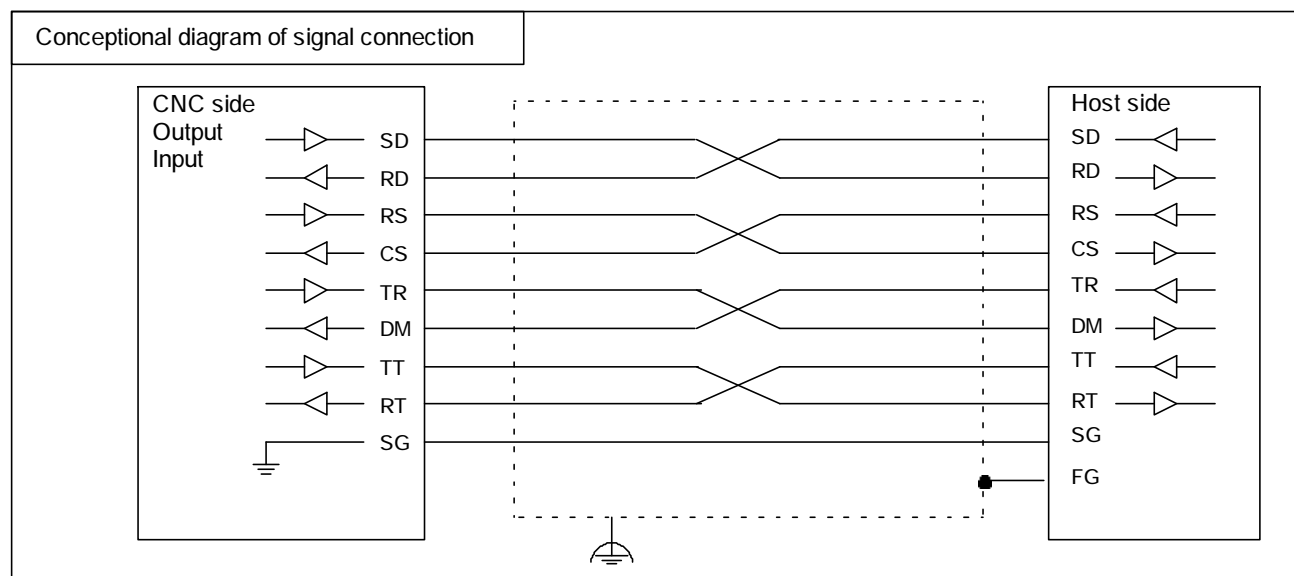 Conceptional diagram of signal connection
CNC side
Output
Input
SD
RD
RS
CS
TR
DM
TT
RT
SG
Host side
SD
RD
RS
CS
TR
DM
TT
RT
SG
FG